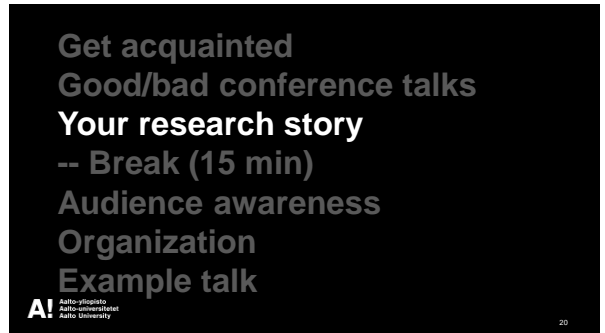 Get acquainted
Good/bad conference talks
Your research story
-- Break (15 min)
Audience awareness
Organization
Example talk
A!
Aalto-yliopisto
Aalto-universitetet
Aalto University
20